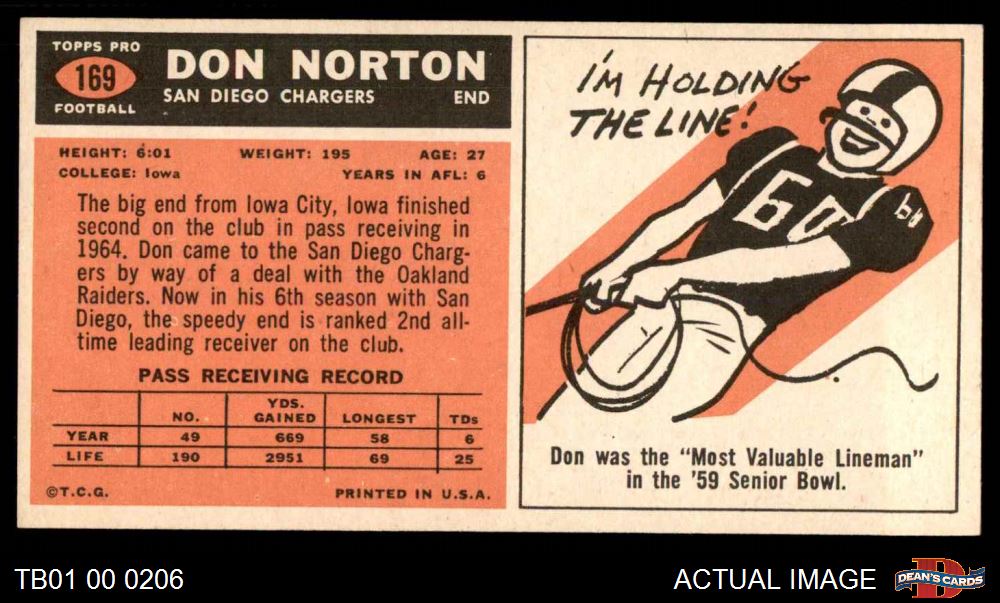 TOPPS PRO
169
FOOTBALL
DON NORTON
SAN DIEGO CHARGERS END
HEIGHT: 6:01 WEIGHT: 195 AGE: 27
COLLEGE: Iowa YEARS IN AFL: 6
The big end from Iowa City, Iowa finished
second on the club in pass receiving in
1964. Don came to the San Diego Charg-
ers by way of a deal with the Oakland
Raiders. Now in his 6th season with San
Diego, the speedy end is ranked 2nd all-
time leading receiver on the club.
PASS RECEIVING RECORD
NO. YDS. GAINED LONGEST TDs
YEAR 49 669 58 6
LIFE 190 2951 69 25
©T.C.G. PRINTED IN U.S.A.
I'M HOLDING
THE LINE!
60
60
Don was the "Most Valuable Lineman"
in the '59 Senior Bowl.
TB01 00 0206
ACTUAL IMAGE
DEAN'S CARDS